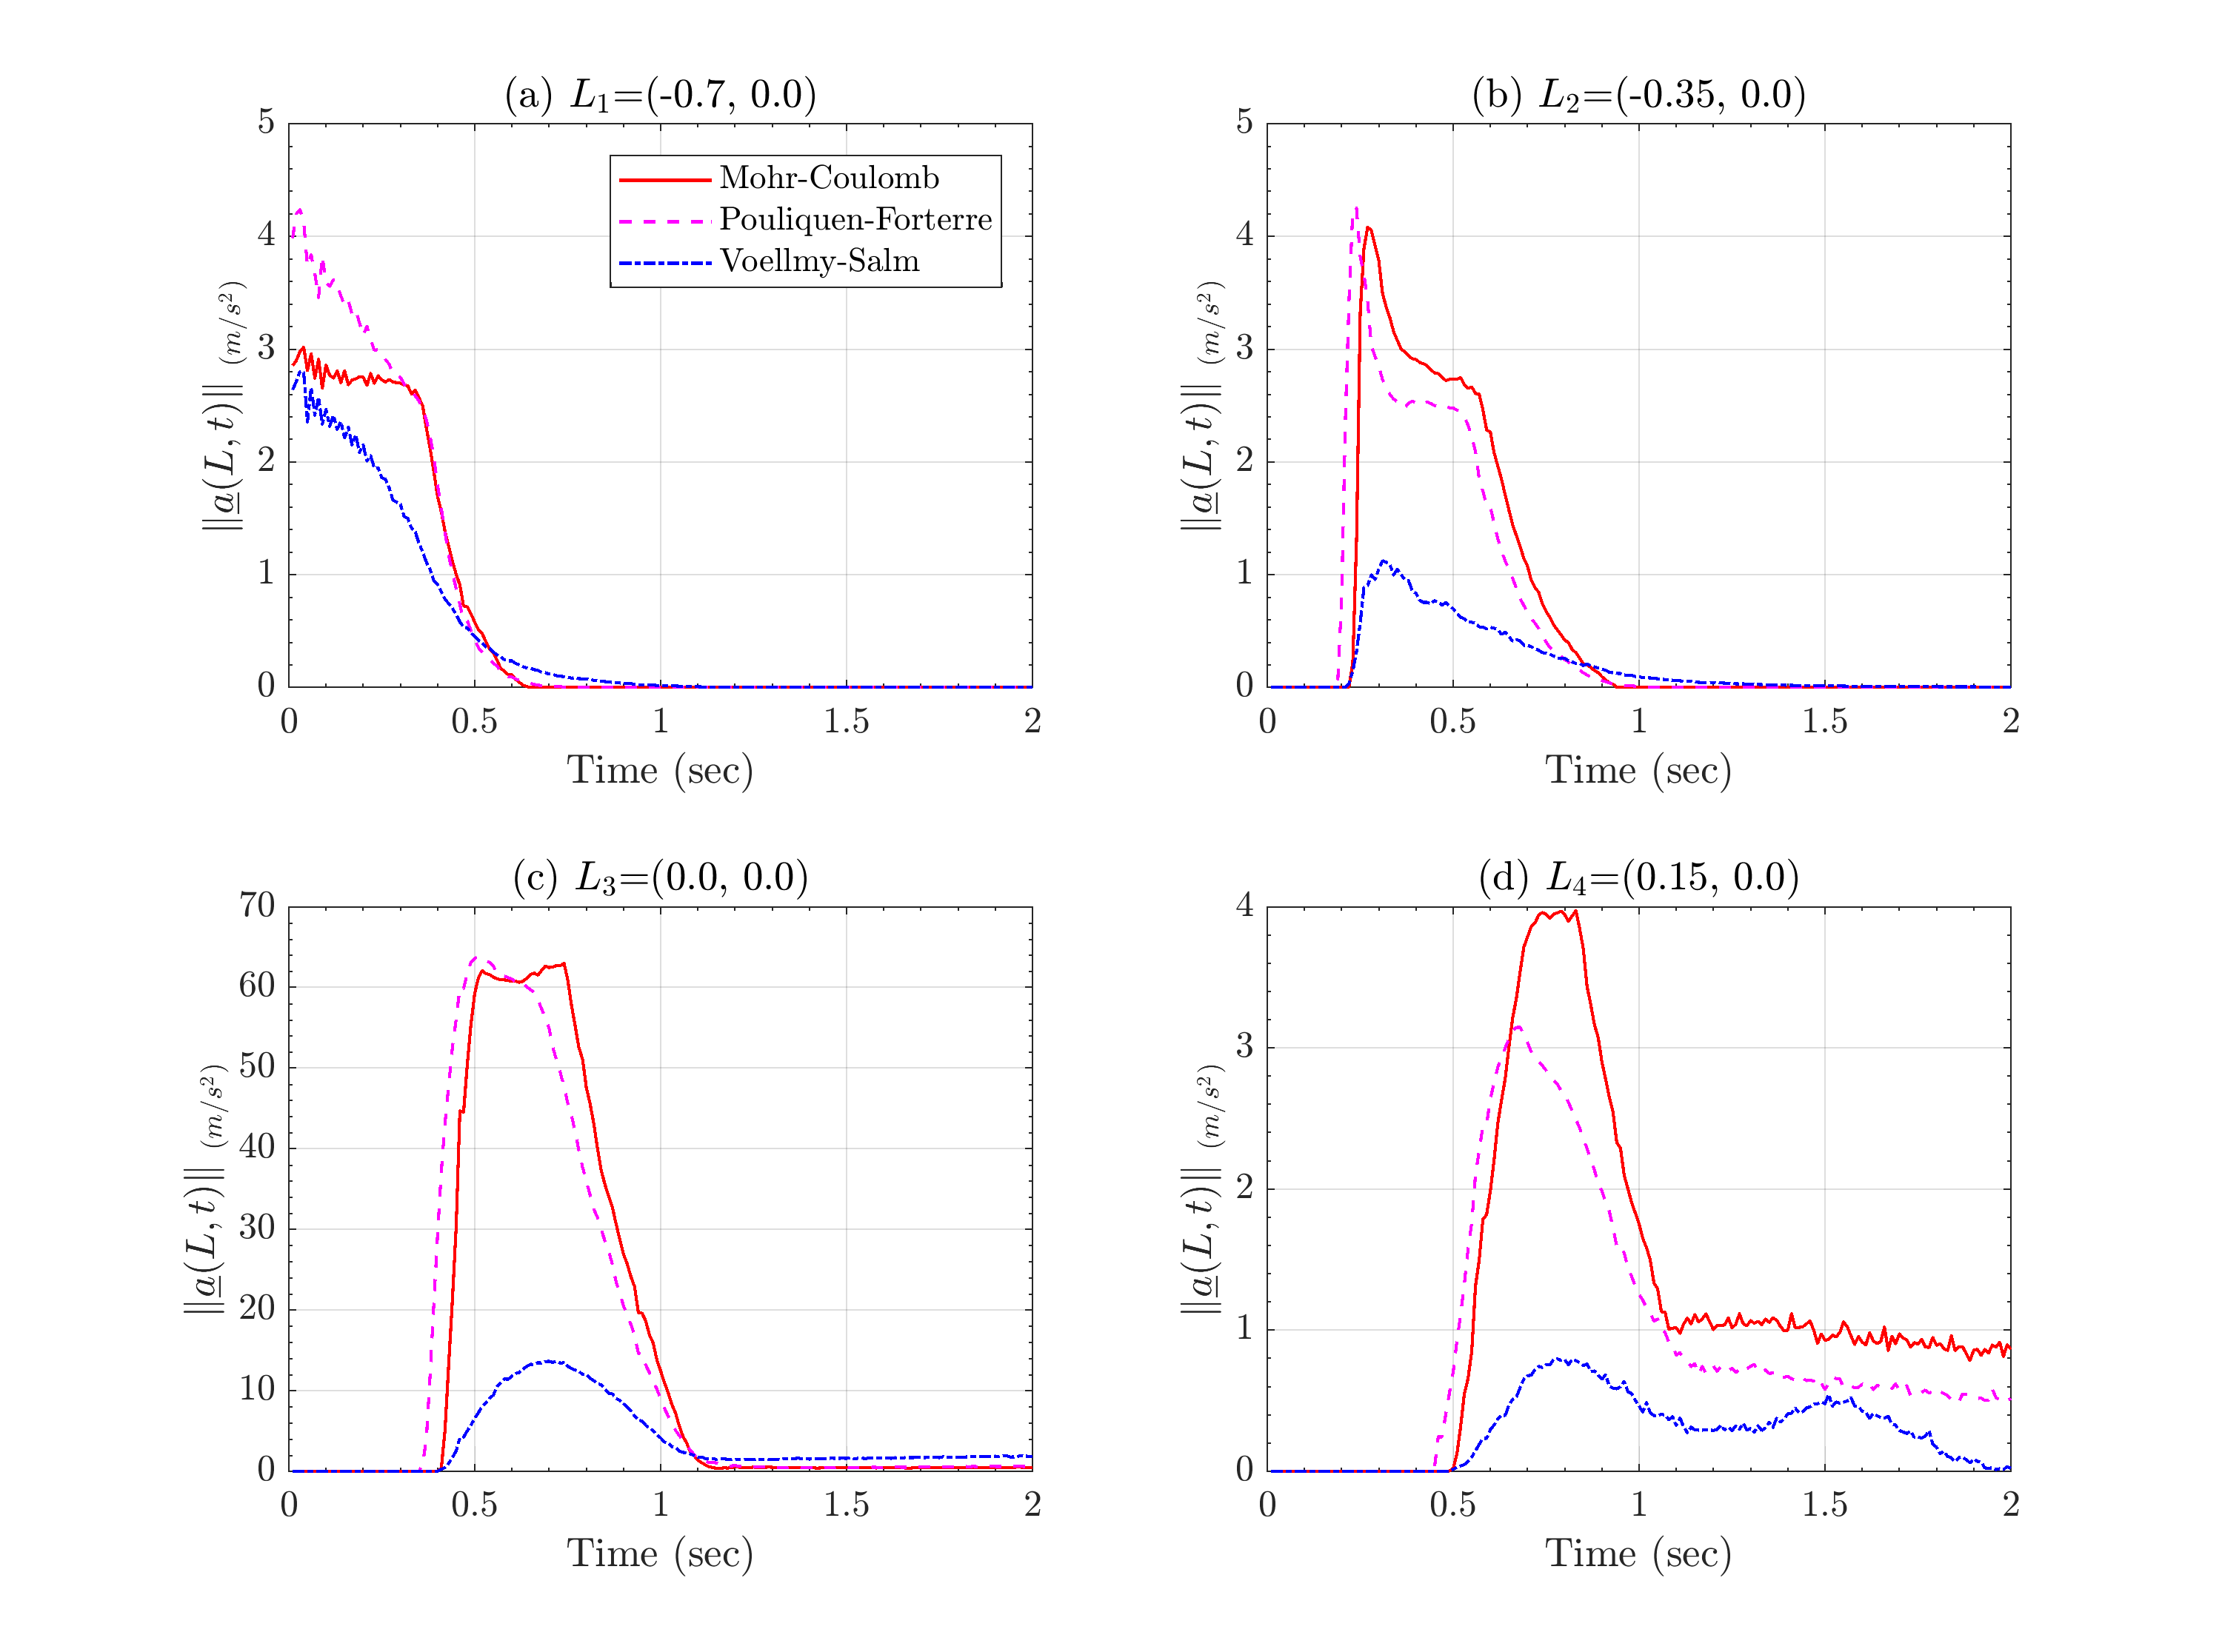 (a) L₁=(-0.7, 0.0)
5
4
3
2
1
0
‖a(L, t)‖ (m/s²)
Mohr-Coulomb
Pouliquen-Forterre
Voellmy-Salm
0 0.5 1 1.5 2
Time (sec)
(b) L₂=(-0.35, 0.0)
5
4
3
2
1
0
‖a(L, t)‖ (m/s²)
0 0.5 1 1.5 2
Time (sec)
(c) L₃=(0.0, 0.0)
70
60
50
40
30
20
10
0
‖a(L, t)‖ (m/s²)
0 0.5 1 1.5 2
Time (sec)
(d) L₄=(0.15, 0.0)
4
3
2
1
0
‖a(L, t)‖ (m/s²)
0 0.5 1 1.5 2
Time (sec)